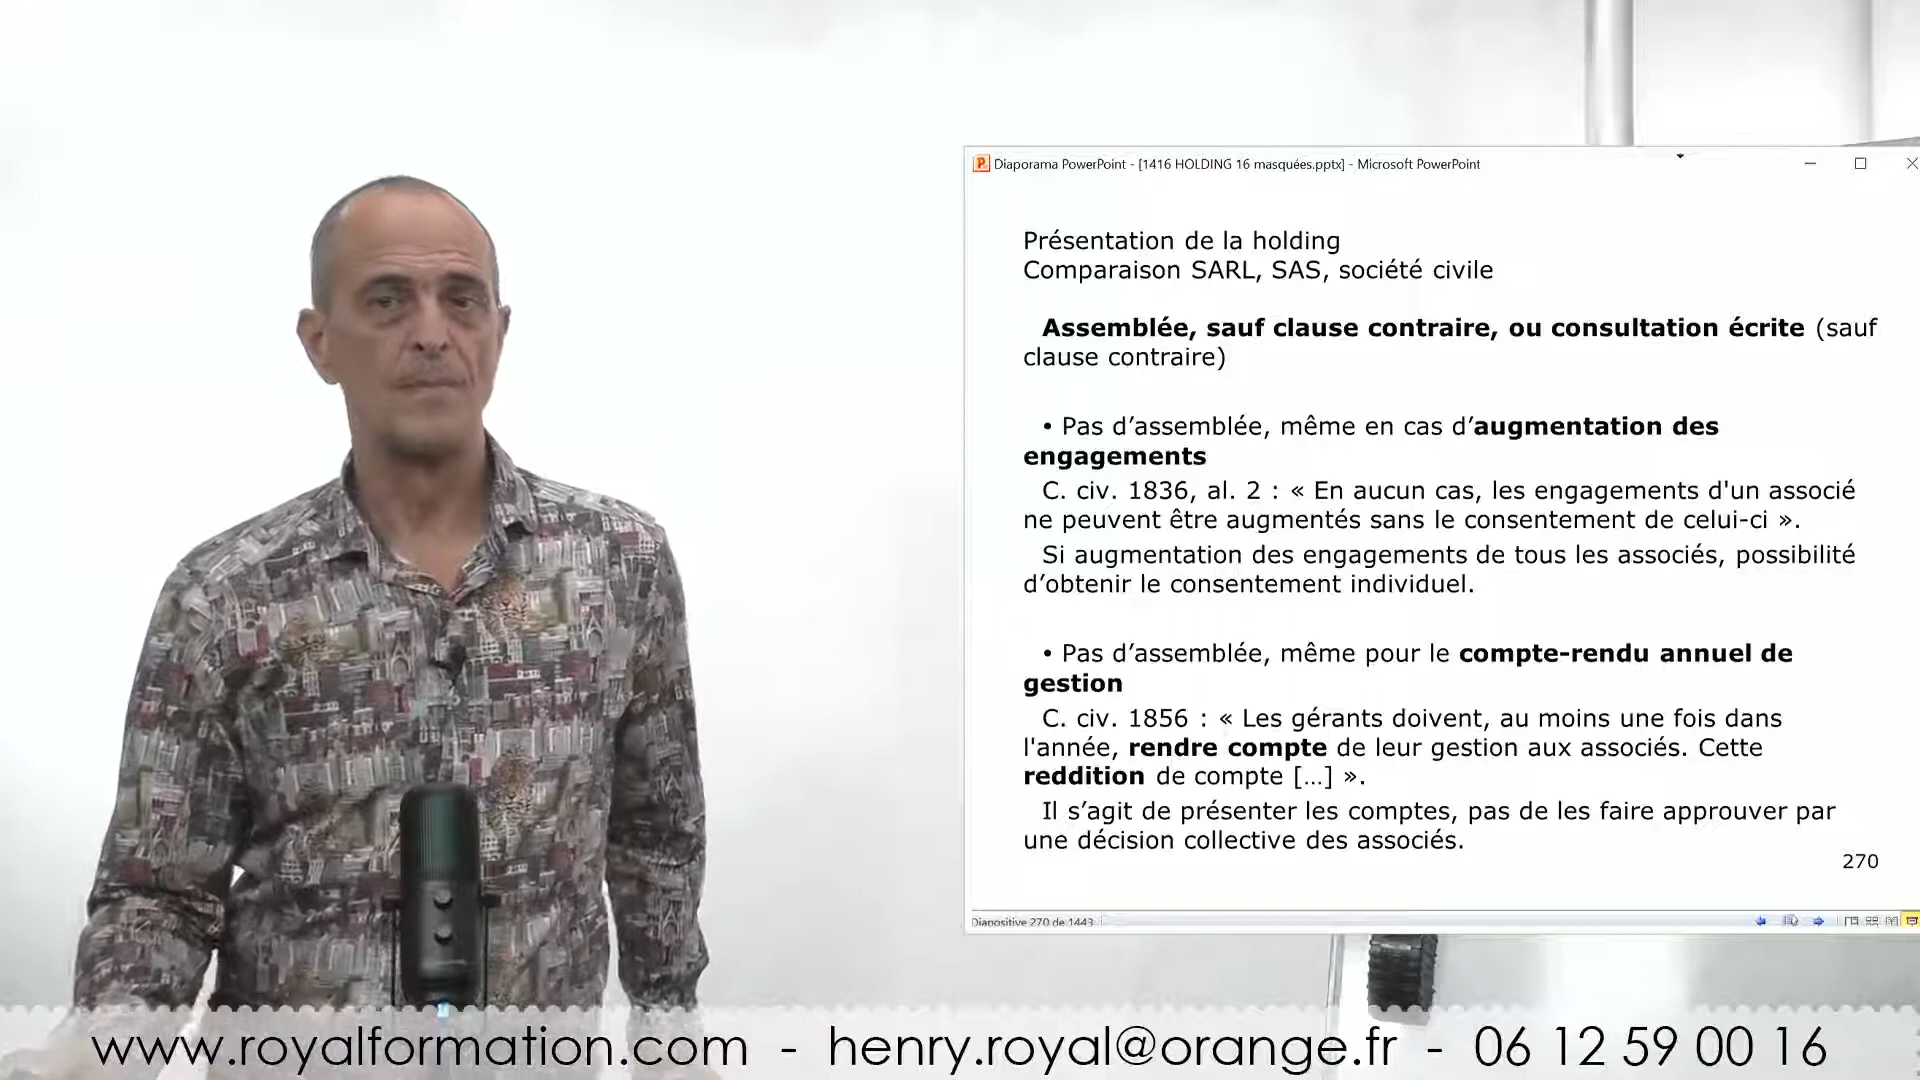 Diaporama PowerPoint - [1416 HOLDING 16 masquées.pptx] - Microsoft PowerPoint
Présentation de la holding
Comparaison SARL, SAS, société civile
Assemblée, sauf clause contraire, ou consultation écrite (sauf
clause contraire)
• Pas d’assemblée, même en cas d’augmentation des
engagements
C. civ. 1836, al. 2 : « En aucun cas, les engagements d'un associé
ne peuvent être augmentés sans le consentement de celui-ci ».
Si augmentation des engagements de tous les associés, possibilité
d’obtenir le consentement individuel.
• Pas d’assemblée, même pour le compte-rendu annuel de
gestion
C. civ. 1856 : « Les gérants doivent, au moins une fois dans
l'année, rendre compte de leur gestion aux associés. Cette
reddition de compte […] ».
Il s’agit de présenter les comptes, pas de les faire approuver par
une décision collective des associés.
270
Diapositive 270 de 1443
www.royalformation.com - henry.royal@orange.fr - 06 12 59 00 16